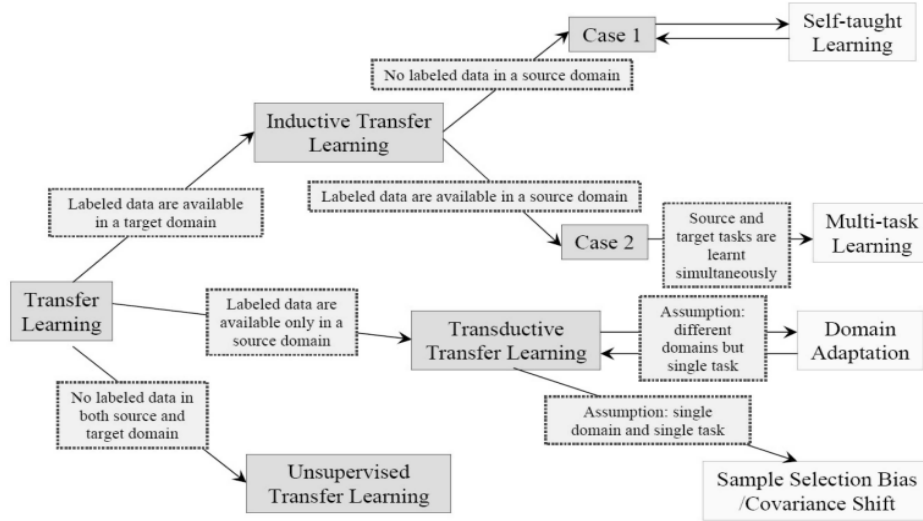 Case 1
Self-taught
Learning
No labeled data in a source domain
Inductive Transfer
Learning
Labeled data are available
in a target domain
Labeled data are available in a source domain
Case 2
Source and
target tasks are
learnt
simultaneously
Multi-task
Learning
Transfer
Learning
Labeled data are
available only in a
source domain
Transductive
Transfer Learning
Assumption:
different
domains but
single task
Domain
Adaptation
No labeled data in
both source and
target domain
Assumption: single
domain and single task
Unsupervised
Transfer Learning
Sample Selection Bias
/Covariance Shift